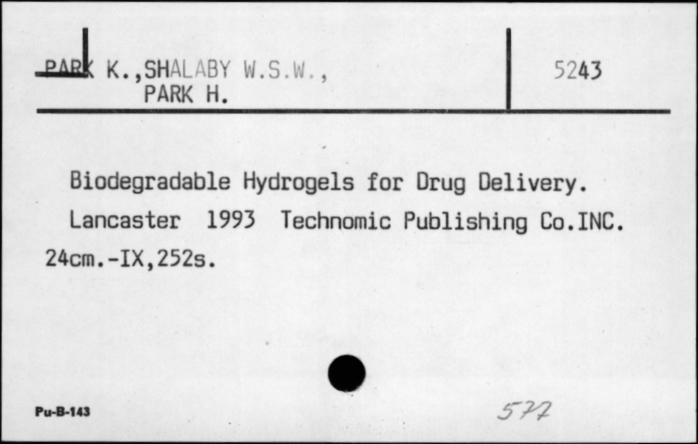 PARK K.,SHALABY W.S.W., 5243
PARK H.
Biodegradable Hydrogels for Drug Delivery.
Lancaster 1993 Technomic Publishing Co.INC.
24cm.-IX,252s.
Pu-B-143 577